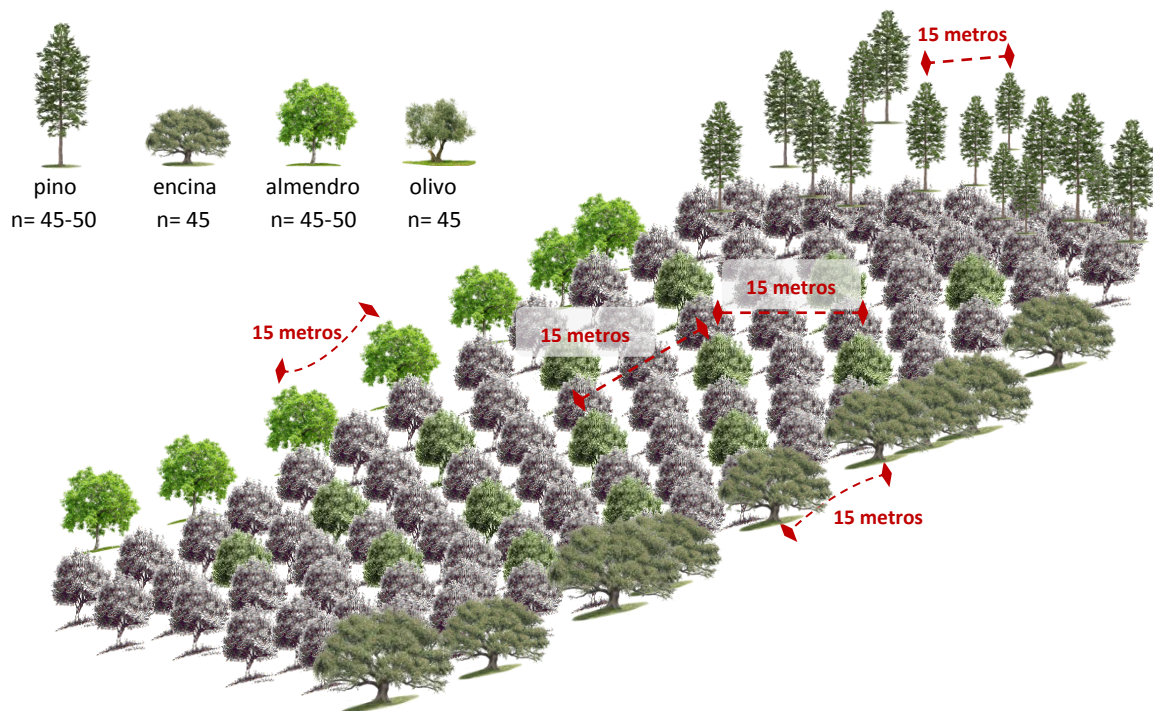 pino
n= 45-50
encina
n= 45
almendro
n= 45-50
olivo
n= 45
15 metros
15 metros
15 metros
15 metros
15 metros